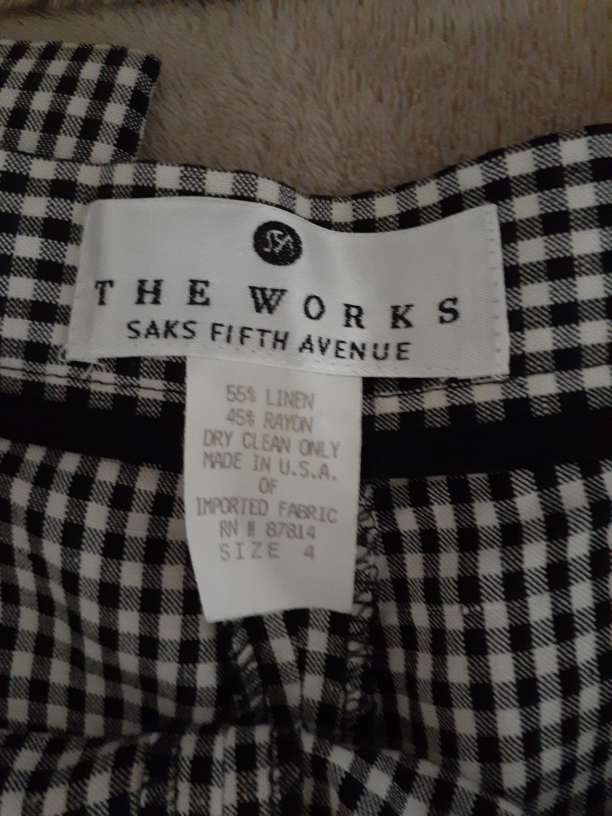 SFA
THE WORKS
SAKS FIFTH AVENUE
55% LINEN
45% RAYON
DRY CLEAN ONLY
MADE IN U.S.A.
OF
IMPORTED FABRIC
RN # 87814
SIZE 4